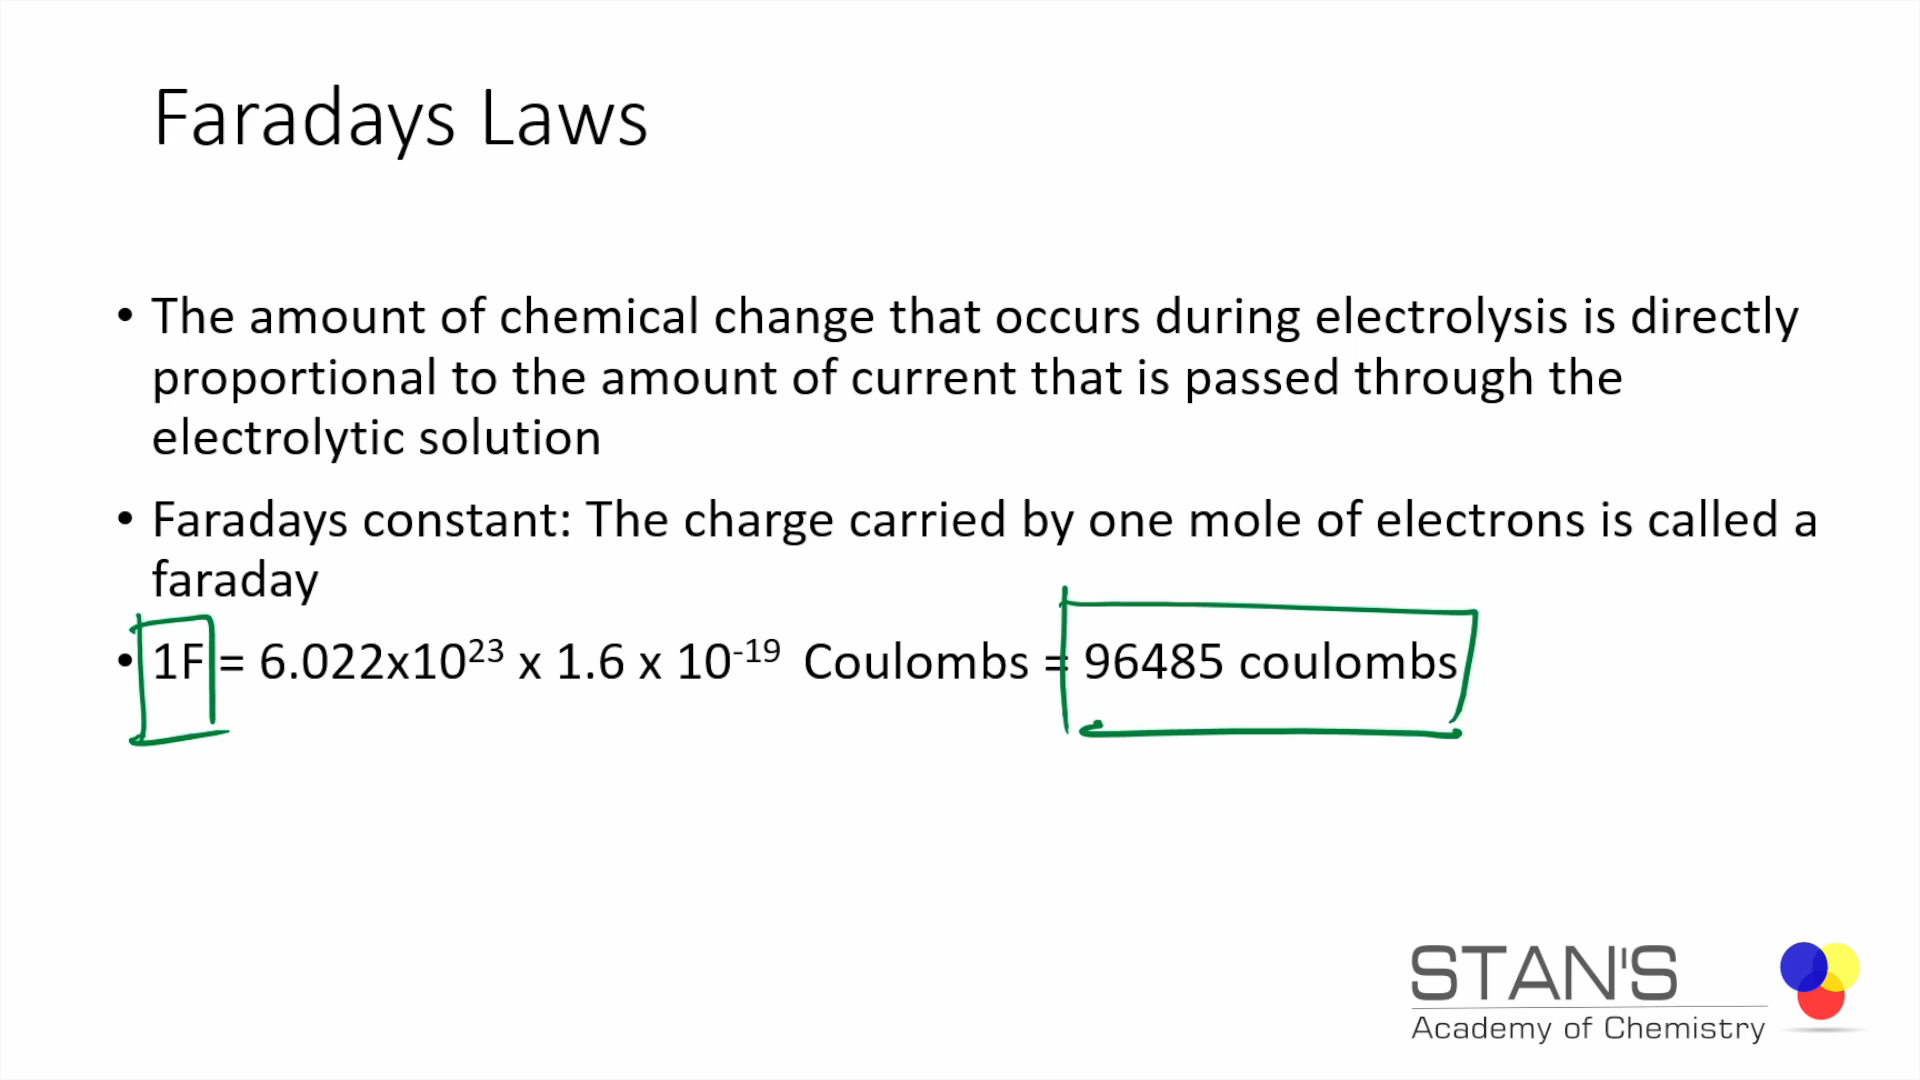 Faradays Laws
• The amount of chemical change that occurs during electrolysis is directly
proportional to the amount of current that is passed through the
electrolytic solution
• Faradays constant: The charge carried by one mole of electrons is called a
faraday
• 1F = 6.022x10²³ x 1.6 x 10⁻¹⁹ Coulombs = 96485 coulombs
STAN'S
Academy of Chemistry